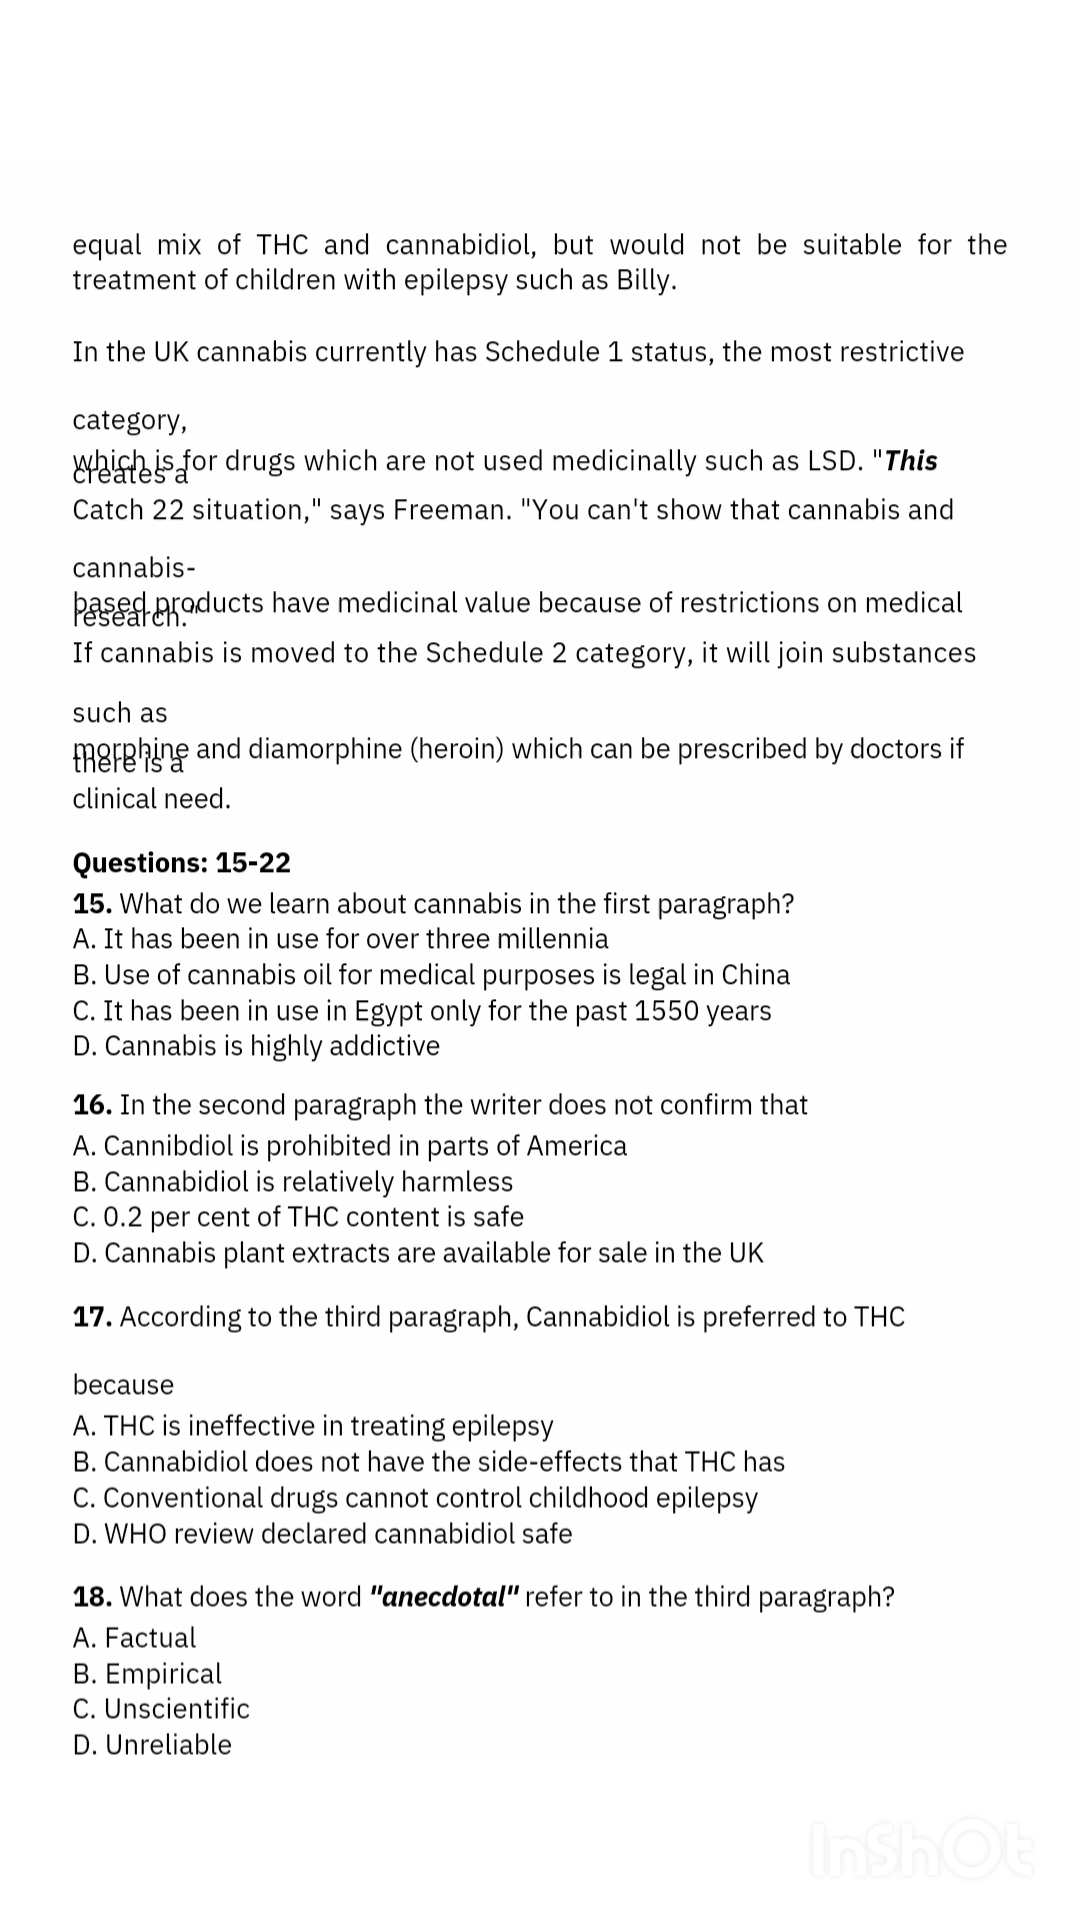 equal mix of THC and cannabidiol, but would not be suitable for the
treatment of children with epilepsy such as Billy.
In the UK cannabis currently has Schedule 1 status, the most restrictive
category,
which is for drugs which are not used medicinally such as LSD. "This
creates a
Catch 22 situation," says Freeman. "You can't show that cannabis and
cannabis-
based products have medicinal value because of restrictions on medical
research."
If cannabis is moved to the Schedule 2 category, it will join substances
such as
morphine and diamorphine (heroin) which can be prescribed by doctors if
there is a
clinical need.
Questions: 15-22
15. What do we learn about cannabis in the first paragraph?
A. It has been in use for over three millennia
B. Use of cannabis oil for medical purposes is legal in China
C. It has been in use in Egypt only for the past 1550 years
D. Cannabis is highly addictive
16. In the second paragraph the writer does not confirm that
A. Cannibdiol is prohibited in parts of America
B. Cannabidiol is relatively harmless
C. 0.2 per cent of THC content is safe
D. Cannabis plant extracts are available for sale in the UK
17. According to the third paragraph, Cannabidiol is preferred to THC
because
A. THC is ineffective in treating epilepsy
B. Cannabidiol does not have the side-effects that THC has
C. Conventional drugs cannot control childhood epilepsy
D. WHO review declared cannabidiol safe
18. What does the word "anecdotal" refer to in the third paragraph?
A. Factual
B. Empirical
C. Unscientific
D. Unreliable
InShOt